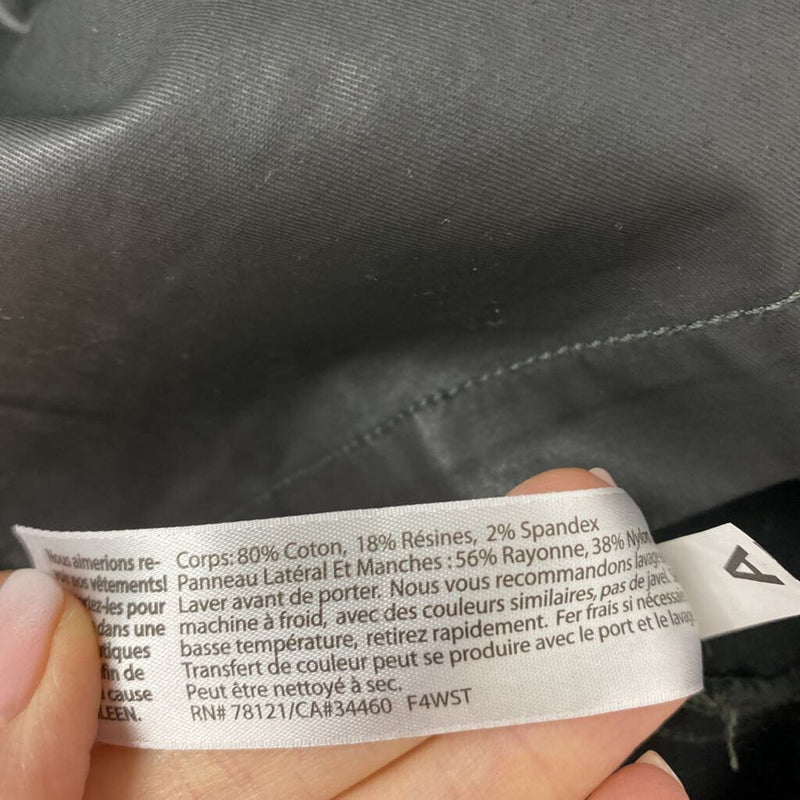 Nous aimerions re-
voir nos vêtements!
pour
dans une
fin de
cause
LEEN.
Corps: 80% Coton, 18% Résines, 2% Spandex
Panneau Latéral Et Manches : 56% Rayonne, 38% Nylon
Laver avant de porter. Nous vous recommandons lavage
machine à froid, avec des couleurs similaires, pas de javel.
basse température, retirez rapidement. Fer frais si nécessaire
Transfert de couleur peut se produire avec le port et le lavage
Peut être nettoyé à sec.
RN# 78121/CA#34460 F4WST
A